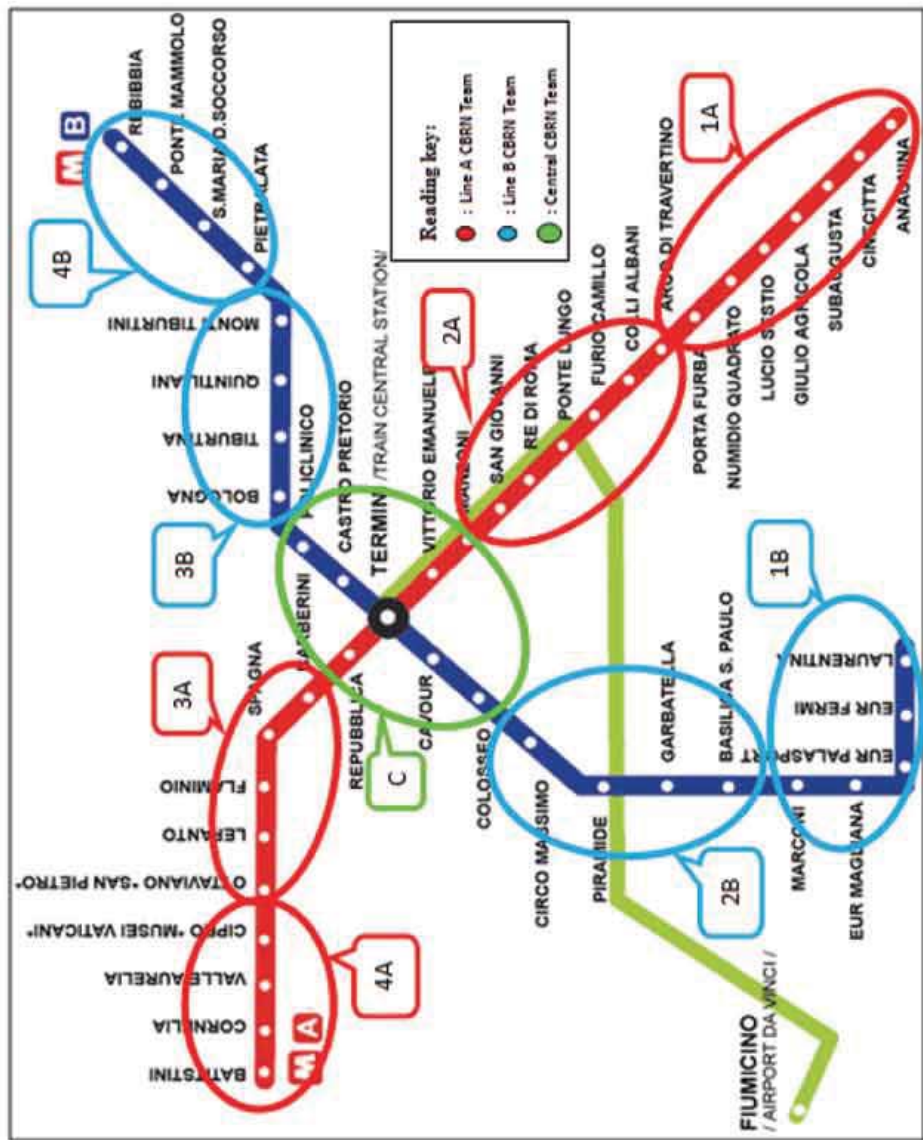 M B
REBIBBIA
PONTE MAMMOLO
S.MARIA D.SOCCORSO
PIETRALATA
4B
MONTE TIBURTINI
QUINTILIANI
TIBURTINA
BOLOGNA
3B
POLICLINICO
CASTRO PRETORIO
TERMINI /TRAIN CENTRAL STATION/
VITTORIO EMANUELE
MANZONI
2A
SAN GIOVANNI
RE DI ROMA
PONTE LUNGO
FURIO CAMILLO
COLLI ALBANI
ARCO DI TRAVERTINO
1A
PORTA FURBA
NUMIDIO QUADRATO
LUCIO SESTIO
GIULIO AGRICOLA
SUBAUGUSTA
CINECITTA
ANAGNINA
Reading key:
: Line A CBRN Team
: Line B CBRN Team
: Central CBRN Team
3A
SPAGNA
BARBERINI
REPUBBLICA
C
CAVOUR
COLOSSEO
CIRCO MASSIMO
PIRAMIDE
GARBATELLA
BASILICA S. PAULO
2B
1B
MARCONI
EUR MAGLIANA
EUR PALASPORT
EUR FERMI
LAURENTINA
FLAMINIO
LEPANTO
OTTAVIANO "SAN PIETRO"
CIPRO "MUSEI VATICANI"
VALLE AURELIA
CORNELIA
BATTISTINI
4A
M A
FIUMICINO
/ AIRPORT DA VINCI /